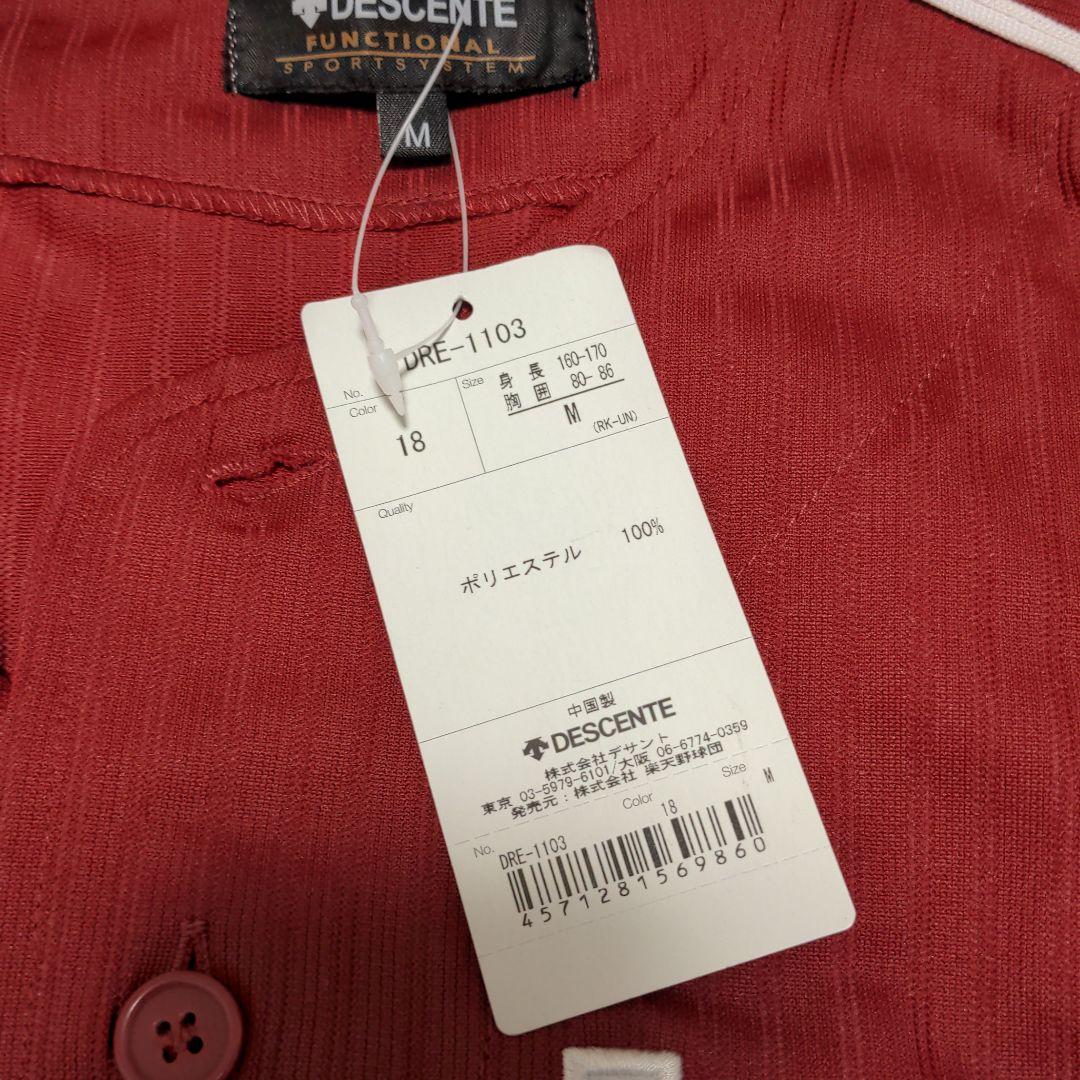 DESCENTE
FUNCTIONAL
SPORTSYSTEM
M
No. DRE-1103
Color 18
Size 身長 160-170
胸囲 80-86
M
(RK-UN)
Quality
ポリエステル 100%
中国製
DESCENTE
株式会社デサント
東京 03-5979-6101/大阪 06-6774-0359
発売元：株式会社 楽天野球団
No. DRE-1103 Color 18 Size M
4571281569860